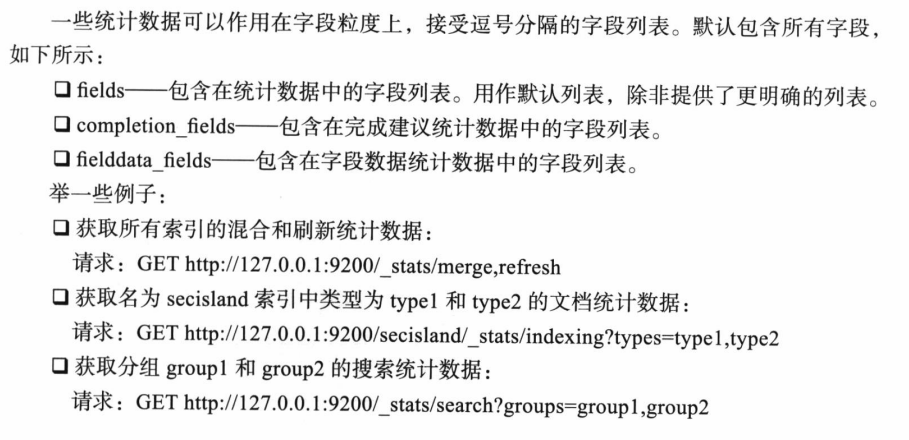 一些统计数据可以作用在字段粒度上，接受逗号分隔的字段列表。默认包含所有字段，
如下所示：
❑ fields——包含在统计数据中的字段列表。用作默认列表，除非提供了更明确的列表。
❑ completion_fields——包含在完成建议统计数据中的字段列表。
❑ fielddata_fields——包含在字段数据统计数据中的字段列表。
举一些例子：
❑ 获取所有索引的混合和刷新统计数据：
请求：GET http://127.0.0.1:9200/_stats/merge,refresh
❑ 获取名为 secisland 索引中类型为 type1 和 type2 的文档统计数据：
请求：GET http://127.0.0.1:9200/secisland/_stats/indexing?types=type1,type2
❑ 获取分组 group1 和 group2 的搜索统计数据：
请求：GET http://127.0.0.1:9200/_stats/search?groups=group1,group2